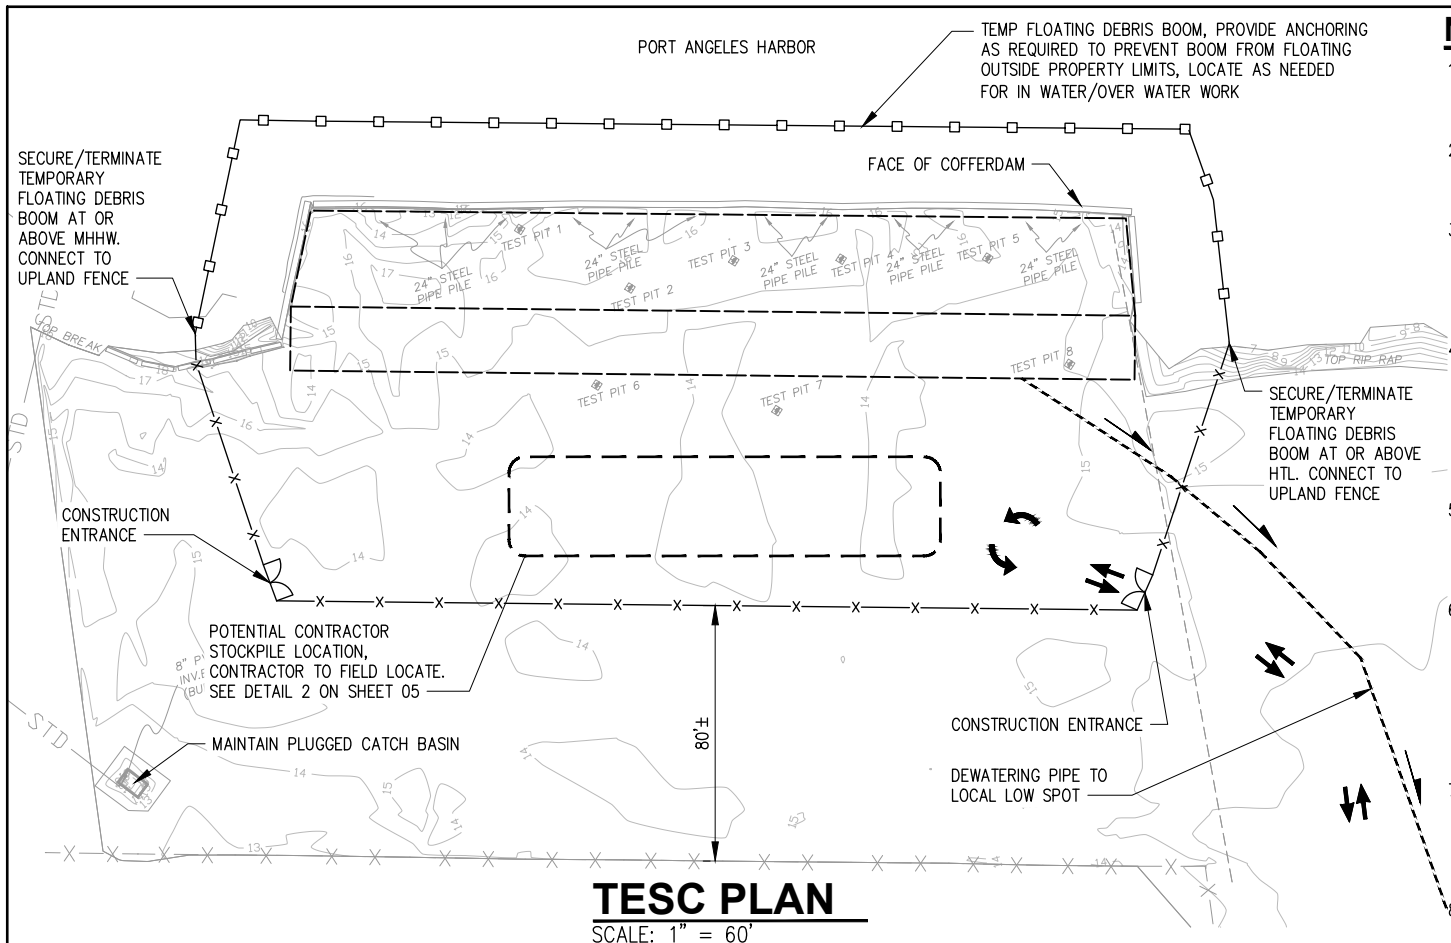 PORT ANGELES HARBOR
TEMP FLOATING DEBRIS BOOM, PROVIDE ANCHORING
AS REQUIRED TO PREVENT BOOM FROM FLOATING
OUTSIDE PROPERTY LIMITS, LOCATE AS NEEDED
FOR IN WATER/OVER WATER WORK
SECURE/TERMINATE
TEMPORARY
FLOATING DEBRIS
BOOM AT OR
ABOVE MHHW.
CONNECT TO
UPLAND FENCE
FACE OF COFFERDAM
TEST PIT 1
24" STEEL
PIPE PILE
24" STEEL
PIPE PILE
TEST PIT 2
TEST PIT 3
24" STEEL
PIPE PILE
TEST PIT 4
24" STEEL
PIPE PILE
TEST PIT 5
24" STEEL
PIPE PILE
STD
TOP BREAK
TOP RIP RAP
TEST PIT 6
TEST PIT 7
TEST PIT 8
STD
SECURE/TERMINATE
TEMPORARY
FLOATING DEBRIS
BOOM AT OR ABOVE
HTL. CONNECT TO
UPLAND FENCE
CONSTRUCTION
ENTRANCE
POTENTIAL CONTRACTOR
STOCKPILE LOCATION,
CONTRACTOR TO FIELD LOCATE.
SEE DETAIL 2 ON SHEET 05
8" P
INV.E
(BU
STD
MAINTAIN PLUGGED CATCH BASIN
80'±
CONSTRUCTION ENTRANCE
DEWATERING PIPE TO
LOCAL LOW SPOT
TESC PLAN
SCALE: 1" = 60'